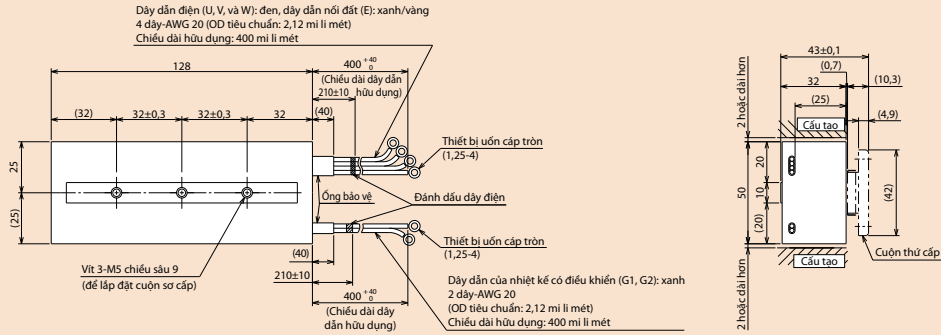 Dây dẫn điện (U, V, và W): đen, dây dẫn nối đất (E): xanh/vàng
4 dây-AWG 20 (OD tiêu chuẩn: 2,12 mi li mét)
Chiều dài hữu dụng: 400 mi li mét
128
400 +40 0
(Chiều dài dây dẫn hữu dụng)
210±10
(32)
32±0,3
32±0,3
32
(40)
25
(25)
Thiết bị uốn cáp tròn
(1,25-4)
Ống bảo vệ
Đánh dấu dây điện
Thiết bị uốn cáp tròn
(1,25-4)
Vít 3-M5 chiều sâu 9
(để lắp đặt cuộn sơ cấp)
(40)
210±10
400 +40 0
(Chiều dài dây
dẫn hữu dụng)
Dây dẫn của nhiệt kế có điều khiển (G1, G2): xanh
2 dây-AWG 20
(OD tiêu chuẩn: 2,12 mi li mét)
Chiều dài hữu dụng: 400 mi li mét
43±0,1
(0,7)
32
(10,3)
(25)
(4,9)
2 hoặc dài hơn
Cấu tạo
50
20
10
(20)
(42)
Cuộn thứ cấp
Cấu tạo
2 hoặc dài hơn